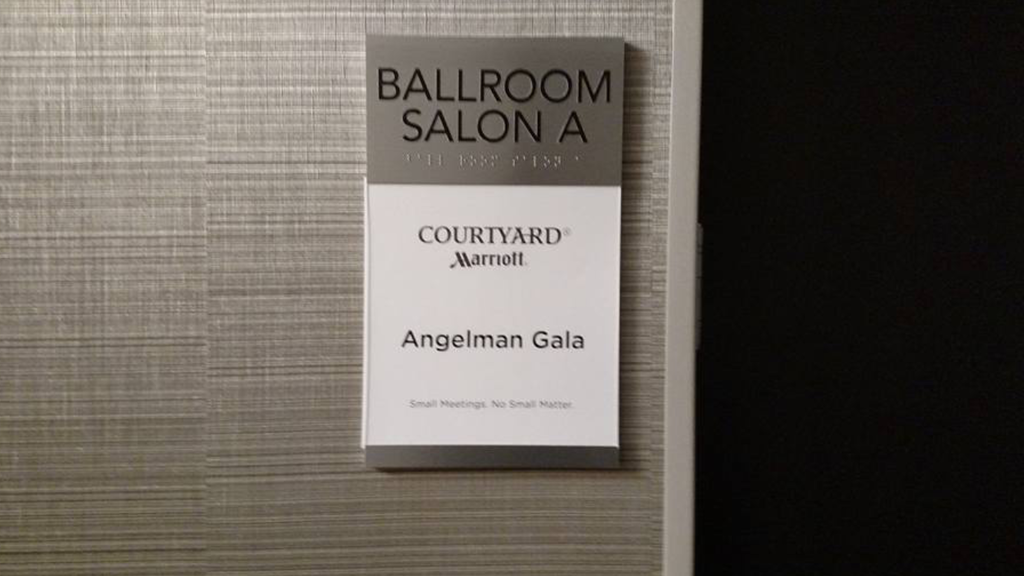 BALLROOM
SALON A
COURTYARD®
Marriott.
Angelman Gala
Small Meetings. No Small Matter.